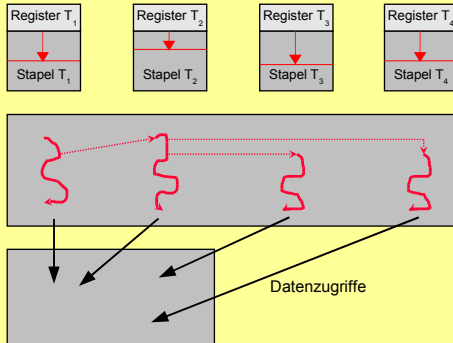 Register T1
Register T2
Register T3
Register T4
Stapel T1
Stapel T2
Stapel T3
Stapel T4
Datenzugriffe